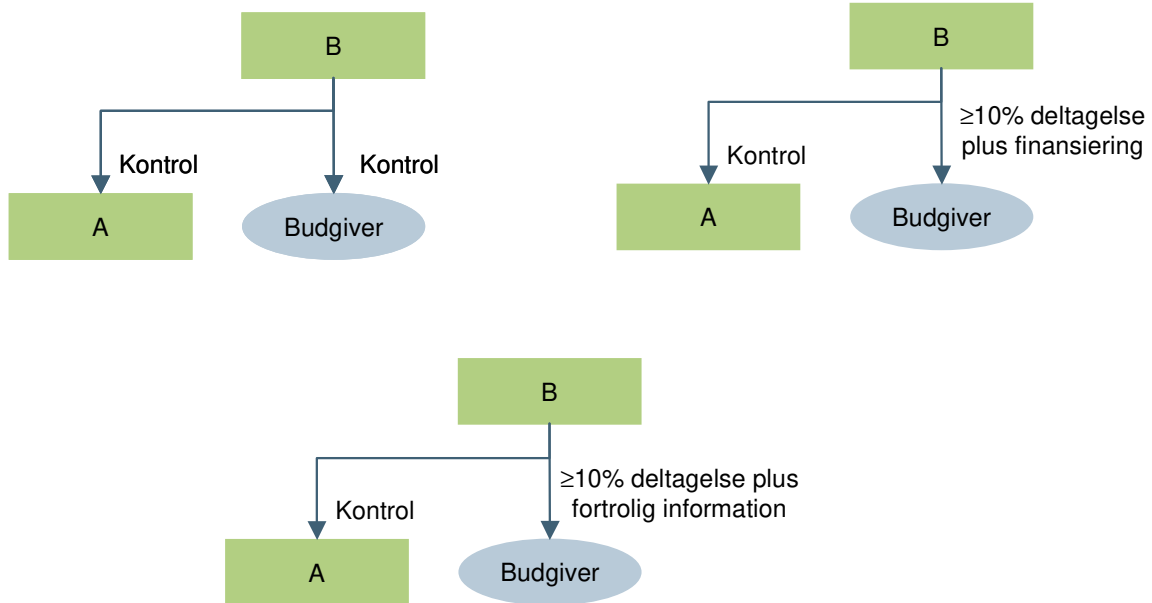 B
Kontrol
Kontrol
A
Budgiver
B
≥10% deltagelse
plus finansiering
Kontrol
A
Budgiver
B
≥10% deltagelse plus
fortrolig information
Kontrol
A
Budgiver